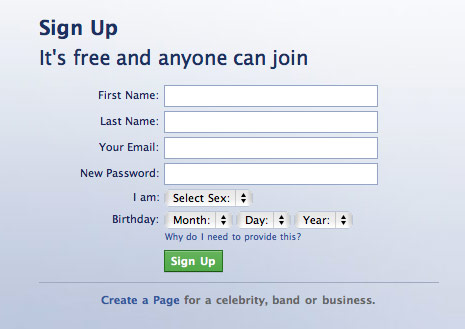 Sign Up
It's free and anyone can join
First Name:
Last Name:
Your Email:
New Password:
I am: Select Sex:
Birthday: Month: Day: Year:
Why do I need to provide this?
Sign Up
Create a Page for a celebrity, band or business.